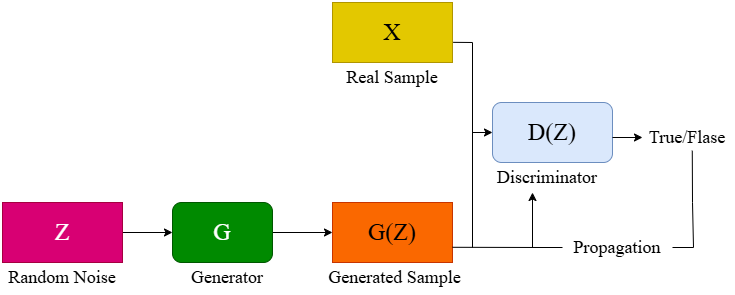 X
Real Sample
D(Z)
True/Flase
Discriminator
Z
G
G(Z)
Propagation
Random Noise
Generator
Generated Sample